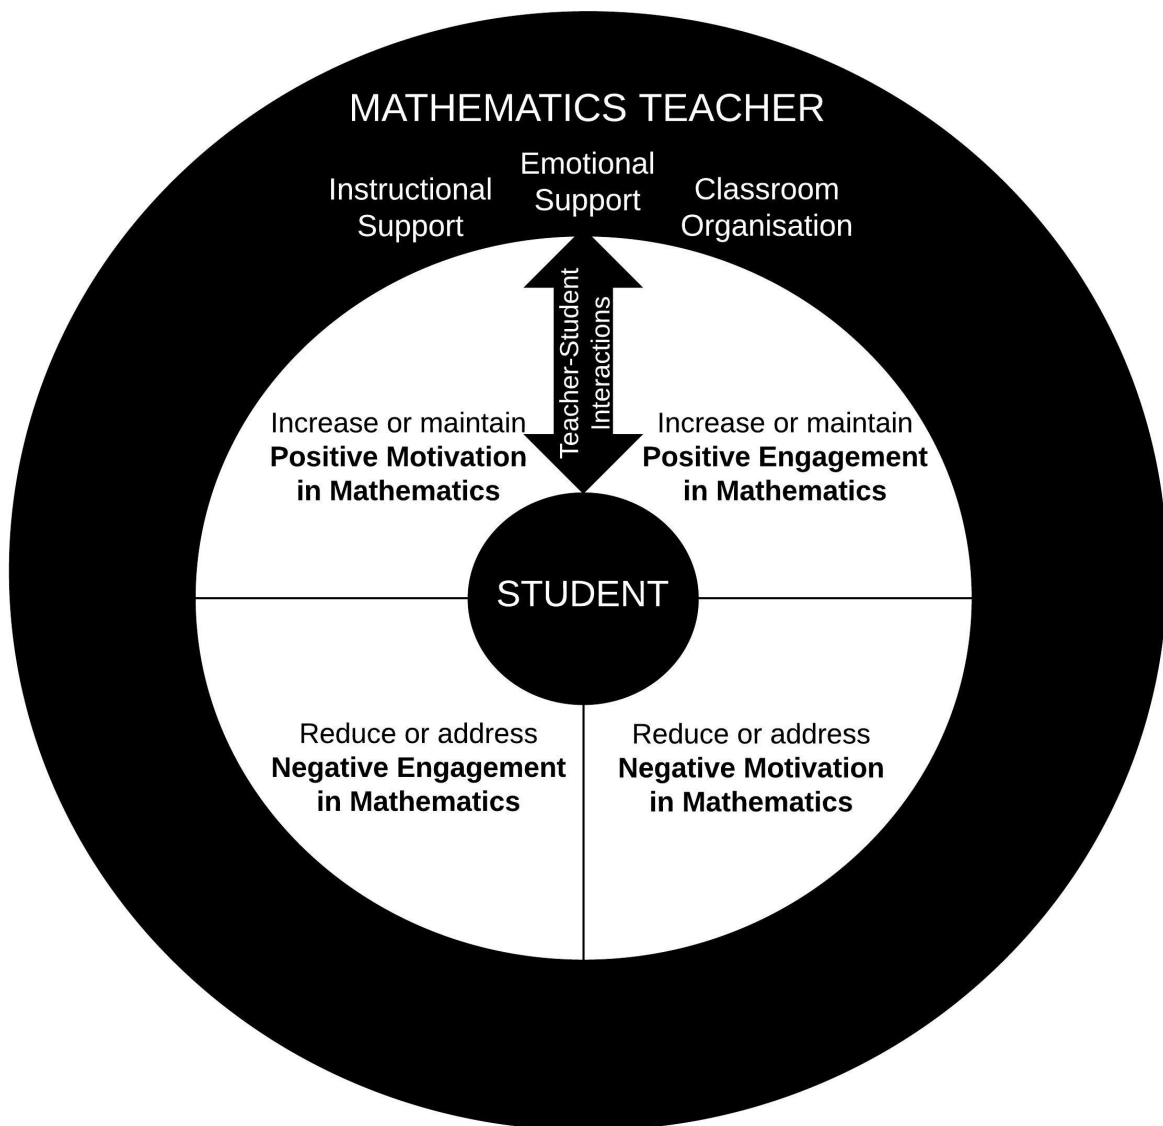 MATHEMATICS TEACHER
Instructional
Support
Emotional
Support
Classroom
Organisation
Teacher-Student
Interactions
Increase or maintain
Positive Motivation
in Mathematics
Increase or maintain
Positive Engagement
in Mathematics
STUDENT
Reduce or address
Negative Engagement
in Mathematics
Reduce or address
Negative Motivation
in Mathematics